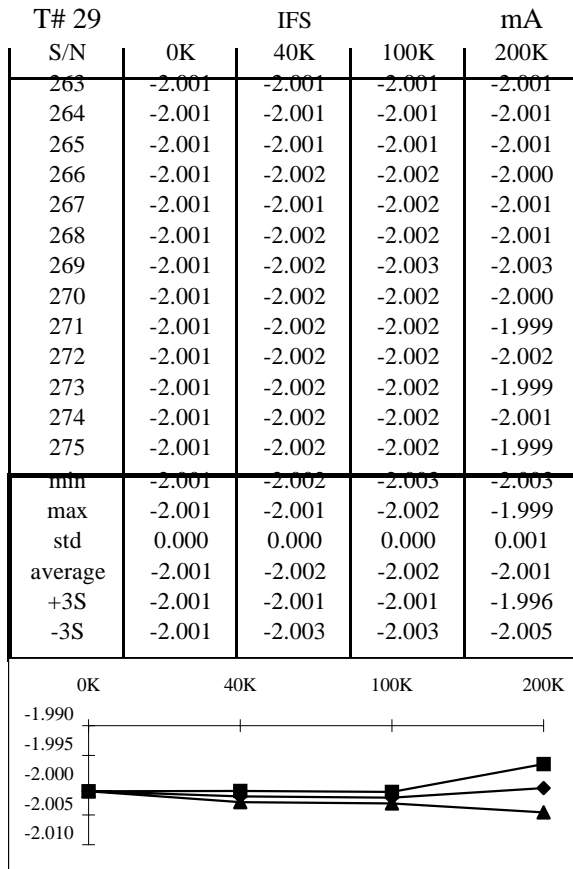 T# 29 IFS mA
S/N 0K 40K 100K 200K
263 -2.001 -2.001 -2.001 -2.001
264 -2.001 -2.001 -2.001 -2.001
265 -2.001 -2.001 -2.001 -2.001
266 -2.001 -2.002 -2.002 -2.000
267 -2.001 -2.001 -2.002 -2.001
268 -2.001 -2.002 -2.002 -2.001
269 -2.001 -2.002 -2.003 -2.003
270 -2.001 -2.002 -2.002 -2.000
271 -2.001 -2.002 -2.002 -1.999
272 -2.001 -2.002 -2.002 -2.002
273 -2.001 -2.002 -2.002 -1.999
274 -2.001 -2.002 -2.002 -2.001
275 -2.001 -2.002 -2.002 -1.999
min -2.001 -2.002 -2.003 -2.003
max -2.001 -2.001 -2.002 -1.999
std 0.000 0.000 0.000 0.001
average -2.001 -2.002 -2.002 -2.001
+3S -2.001 -2.001 -2.001 -1.996
-3S -2.001 -2.003 -2.003 -2.005
0K 40K 100K 200K
-1.990
-1.995
-2.000
-2.005
-2.010